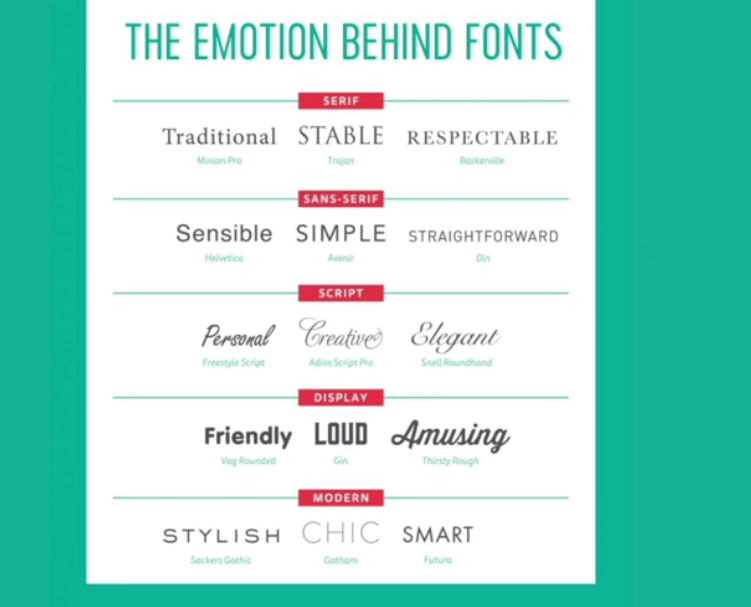 THE EMOTION BEHIND FONTS
SERIF
Traditional STABLE RESPECTABLE
Minion Pro Trajan Baskerville
SANS-SERIF
Sensible SIMPLE STRAIGHTFORWARD
Helvetica Avenir Din
SCRIPT
Personal Creative Elegant
Freestyle Script Adios Script Pro Snell Roundhand
DISPLAY
Friendly LOUD Amusing
Vag Rounded Gin Thirsty Rough
MODERN
STYLISH CHIC SMART
Sackers Gothic Gotham Futura